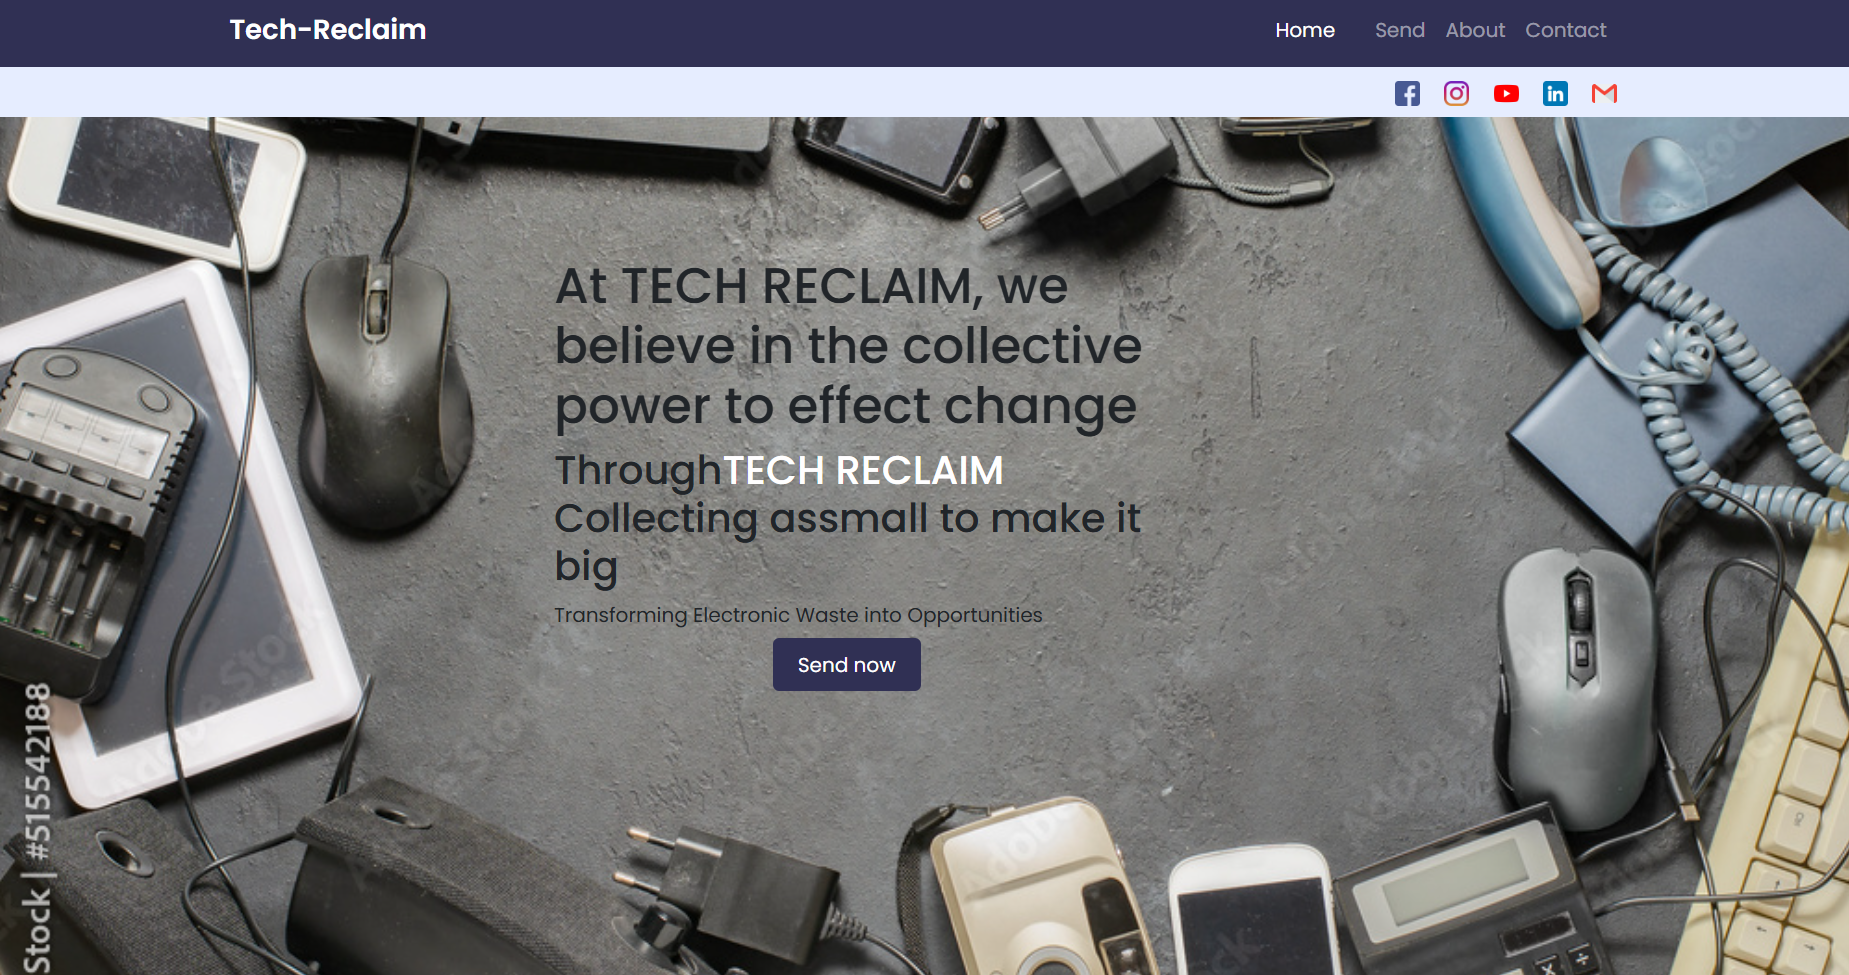 Tech-Reclaim
Home Send About Contact
At TECH RECLAIM, we
believe in the collective
power to effect change
ThroughTECH RECLAIM
Collecting assmall to make it
big
Transforming Electronic Waste into Opportunities
Send now
Stock | #515542188